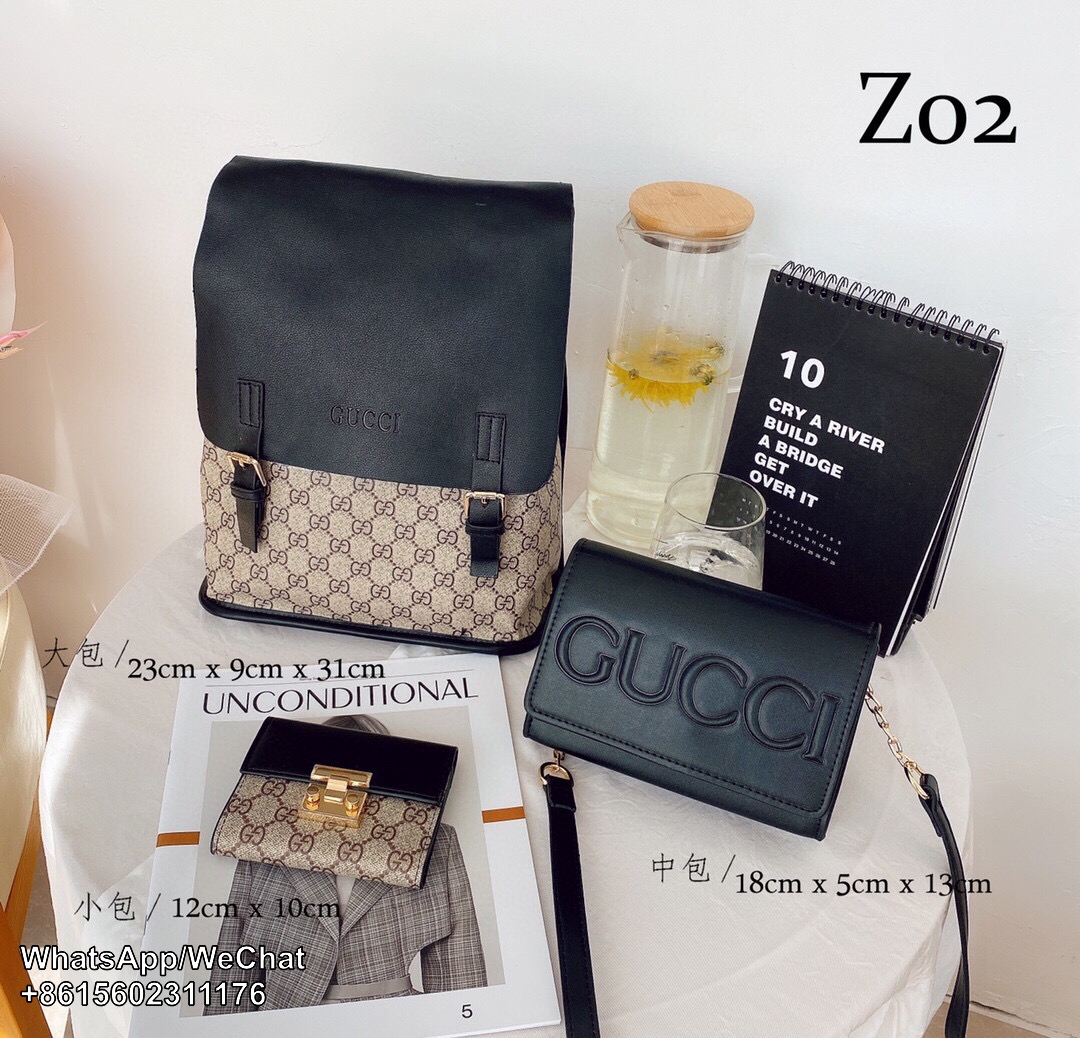 Z02
GUCCI
10
CRY A RIVER
BUILD
A BRIDGE
GET
OVER IT
大包 / 23cm x 9cm x 31cm
UNCONDITIONAL
GUCCI
中包 / 18cm x 5cm x 13cm
小包 / 12cm x 10cm
WhatsApp/WeChat
+8615602311176
5